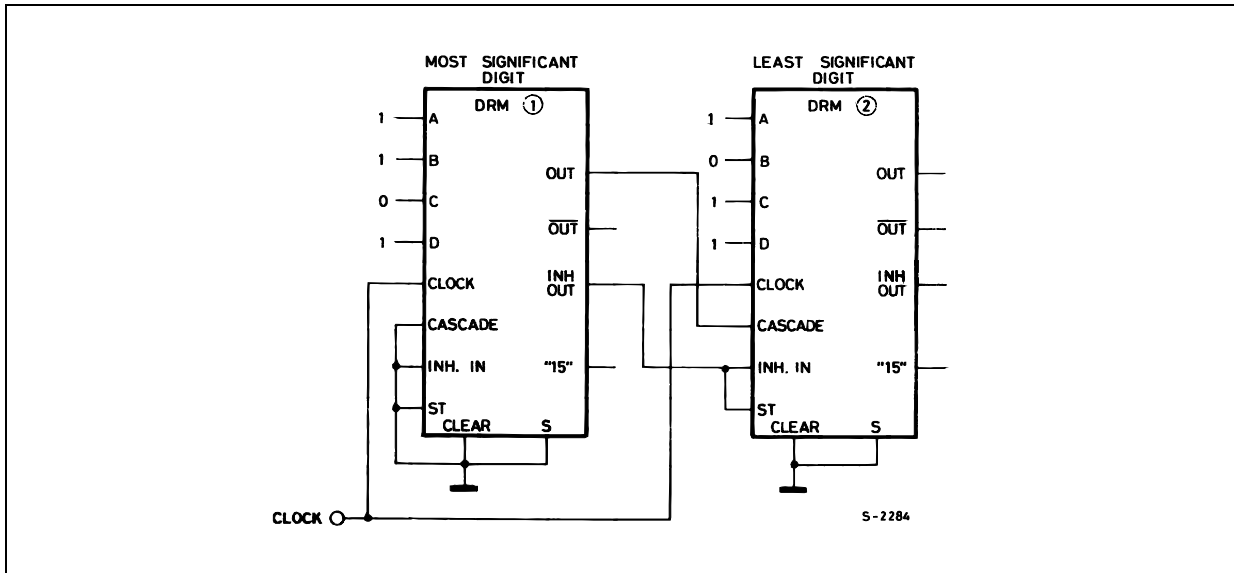 MOST SIGNIFICANT
DIGIT
DRM 1
1 A
1 B
0 C
1 D
CLOCK
CASCADE
INH. IN
ST
CLEAR
S
OUT
OUT
INH
OUT
"15"
LEAST SIGNIFICANT
DIGIT
DRM 2
1 A
0 B
1 C
1 D
CLOCK
CASCADE
INH. IN
ST
CLEAR
S
OUT
OUT
INH
OUT
"15"
CLOCK
S-2284